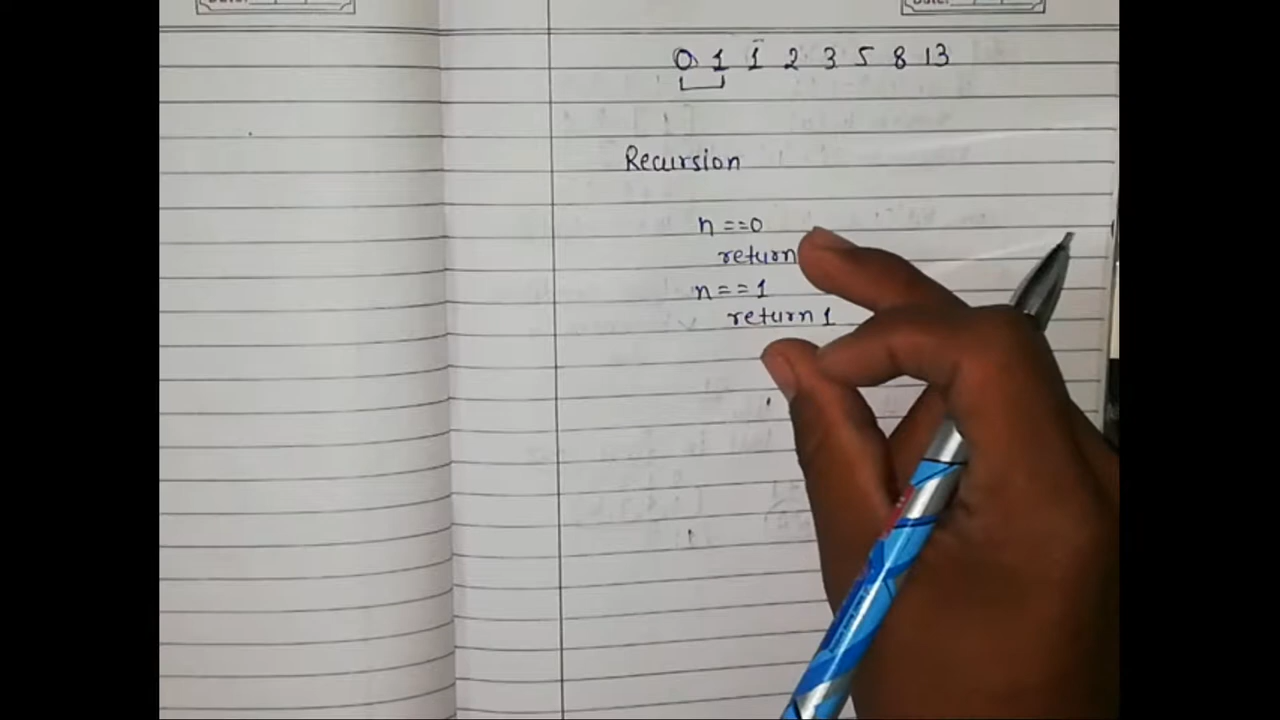 0 1 1 2 3 5 8 13
Recursion
n==0
return
n==1
return 1